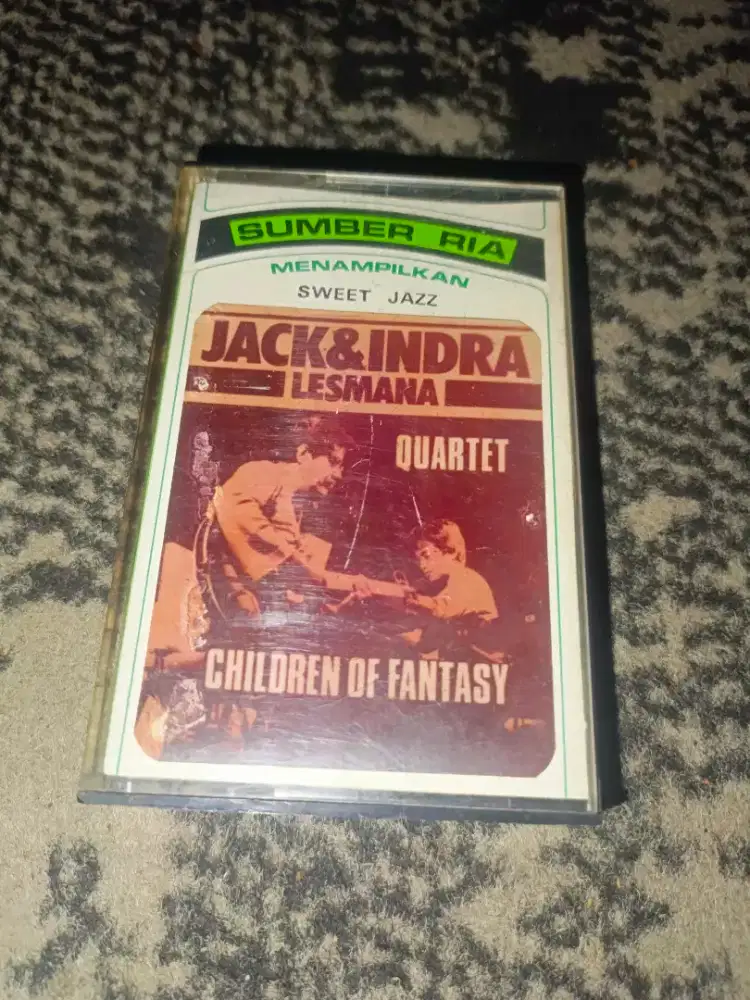 SUMBER RIA
MENAMPILKAN
SWEET JAZZ
JACK&INDRA
LESMANA
QUARTET
CHILDREN OF FANTASY